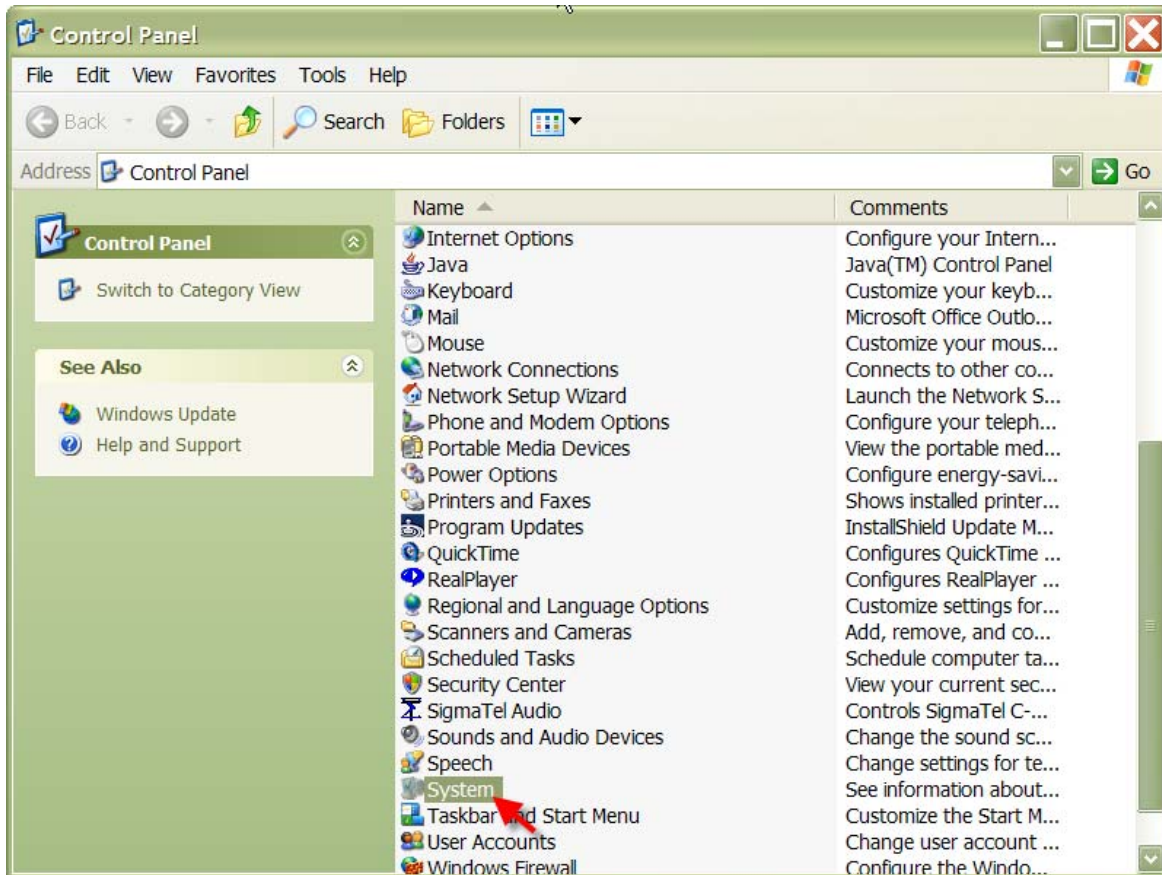 Control Panel
File Edit View Favorites Tools Help
Back Search Folders
Address Control Panel Go
Control Panel
Switch to Category View
See Also
Windows Update
Help and Support
Name Comments
Internet Options Configure your Intern...
Java Java(TM) Control Panel
Keyboard Customize your keyb...
Mail Microsoft Office Outlo...
Mouse Customize your mous...
Network Connections Connects to other co...
Network Setup Wizard Launch the Network S...
Phone and Modem Options Configure your teleph...
Portable Media Devices View the portable med...
Power Options Configure energy-savi...
Printers and Faxes Shows installed printer...
Program Updates InstallShield Update M...
QuickTime Configures QuickTime ...
RealPlayer Configures RealPlayer ...
Regional and Language Options Customize settings for...
Scanners and Cameras Add, remove, and co...
Scheduled Tasks Schedule computer ta...
Security Center View your current sec...
SigmaTel Audio Controls SigmaTel C-...
Sounds and Audio Devices Change the sound sc...
Speech Change settings for te...
System See information about...
Taskbar and Start Menu Customize the Start M...
User Accounts Change user account ...
Windows Firewall Configure the Windo...